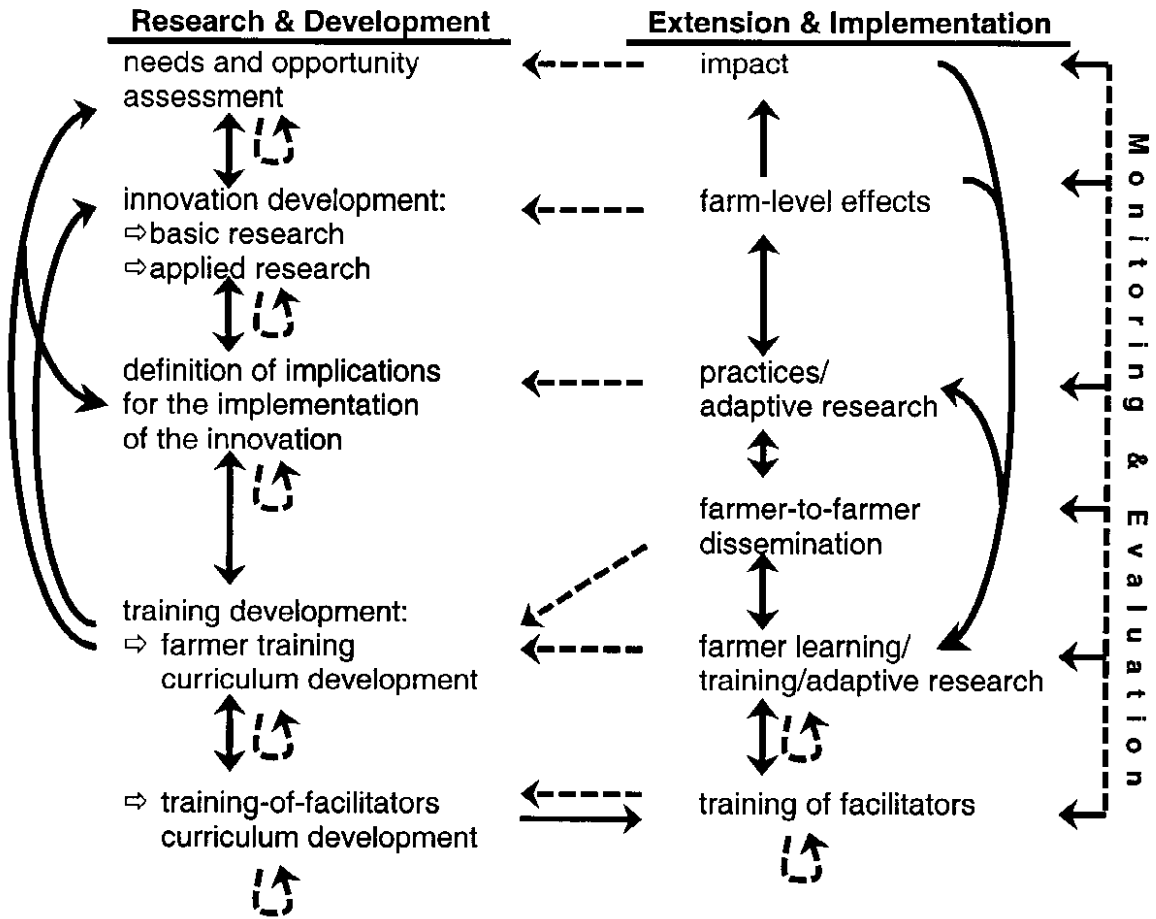 Research & Development
needs and opportunity
assessment
innovation development:
⇨basic research
⇨applied research
definition of implications
for the implementation
of the innovation
training development:
⇨ farmer training
curriculum development
⇨ training-of-facilitators
curriculum development
Extension & Implementation
impact
farm-level effects
practices/
adaptive research
farmer-to-farmer
dissemination
farmer learning/
training/adaptive research
training of facilitators
Monitoring & Evaluation